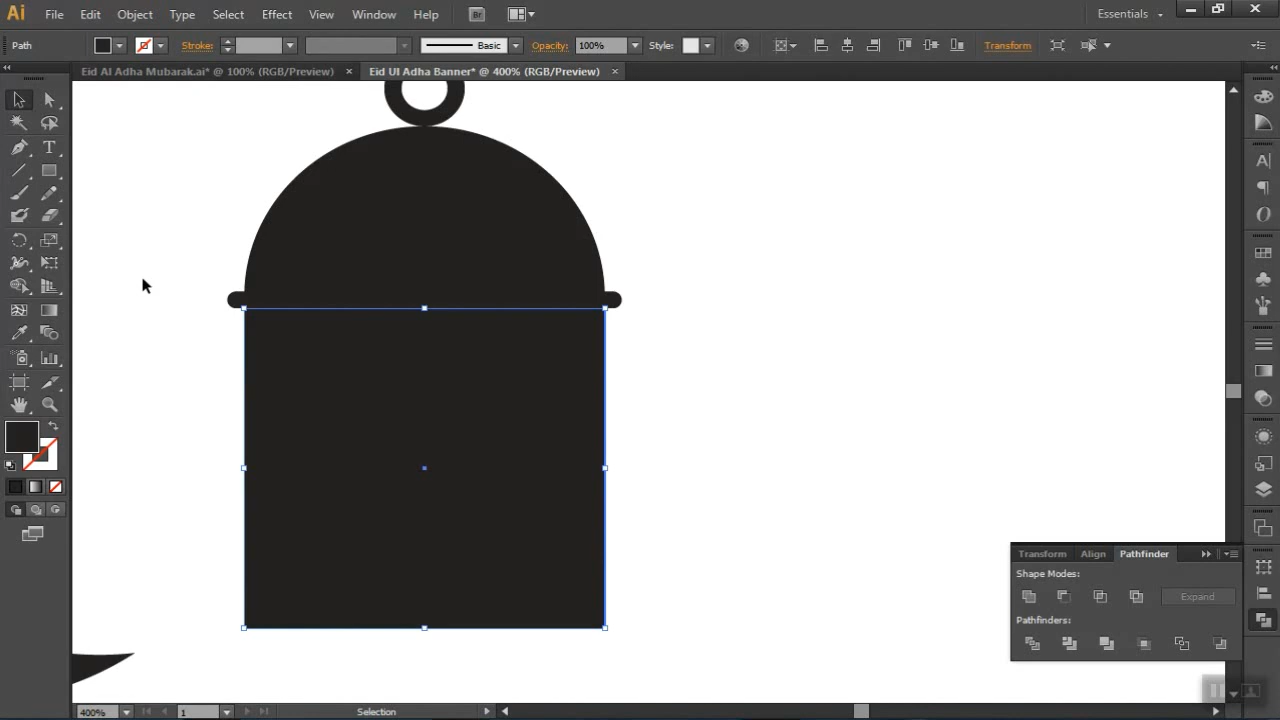 Ai File Edit Object Type Select Effect View Window Help Br Essentials
Path Stroke: Basic Opacity: 100% Style: Transform
Eid Al Adha Mubarak.ai* @ 100% (RGB/Preview) × Eid Ul Adha Banner* @ 400% (RGB/Preview) ×
Transform Align Pathfinder
Shape Modes:
Expand
Pathfinders:
400% 1 Selection